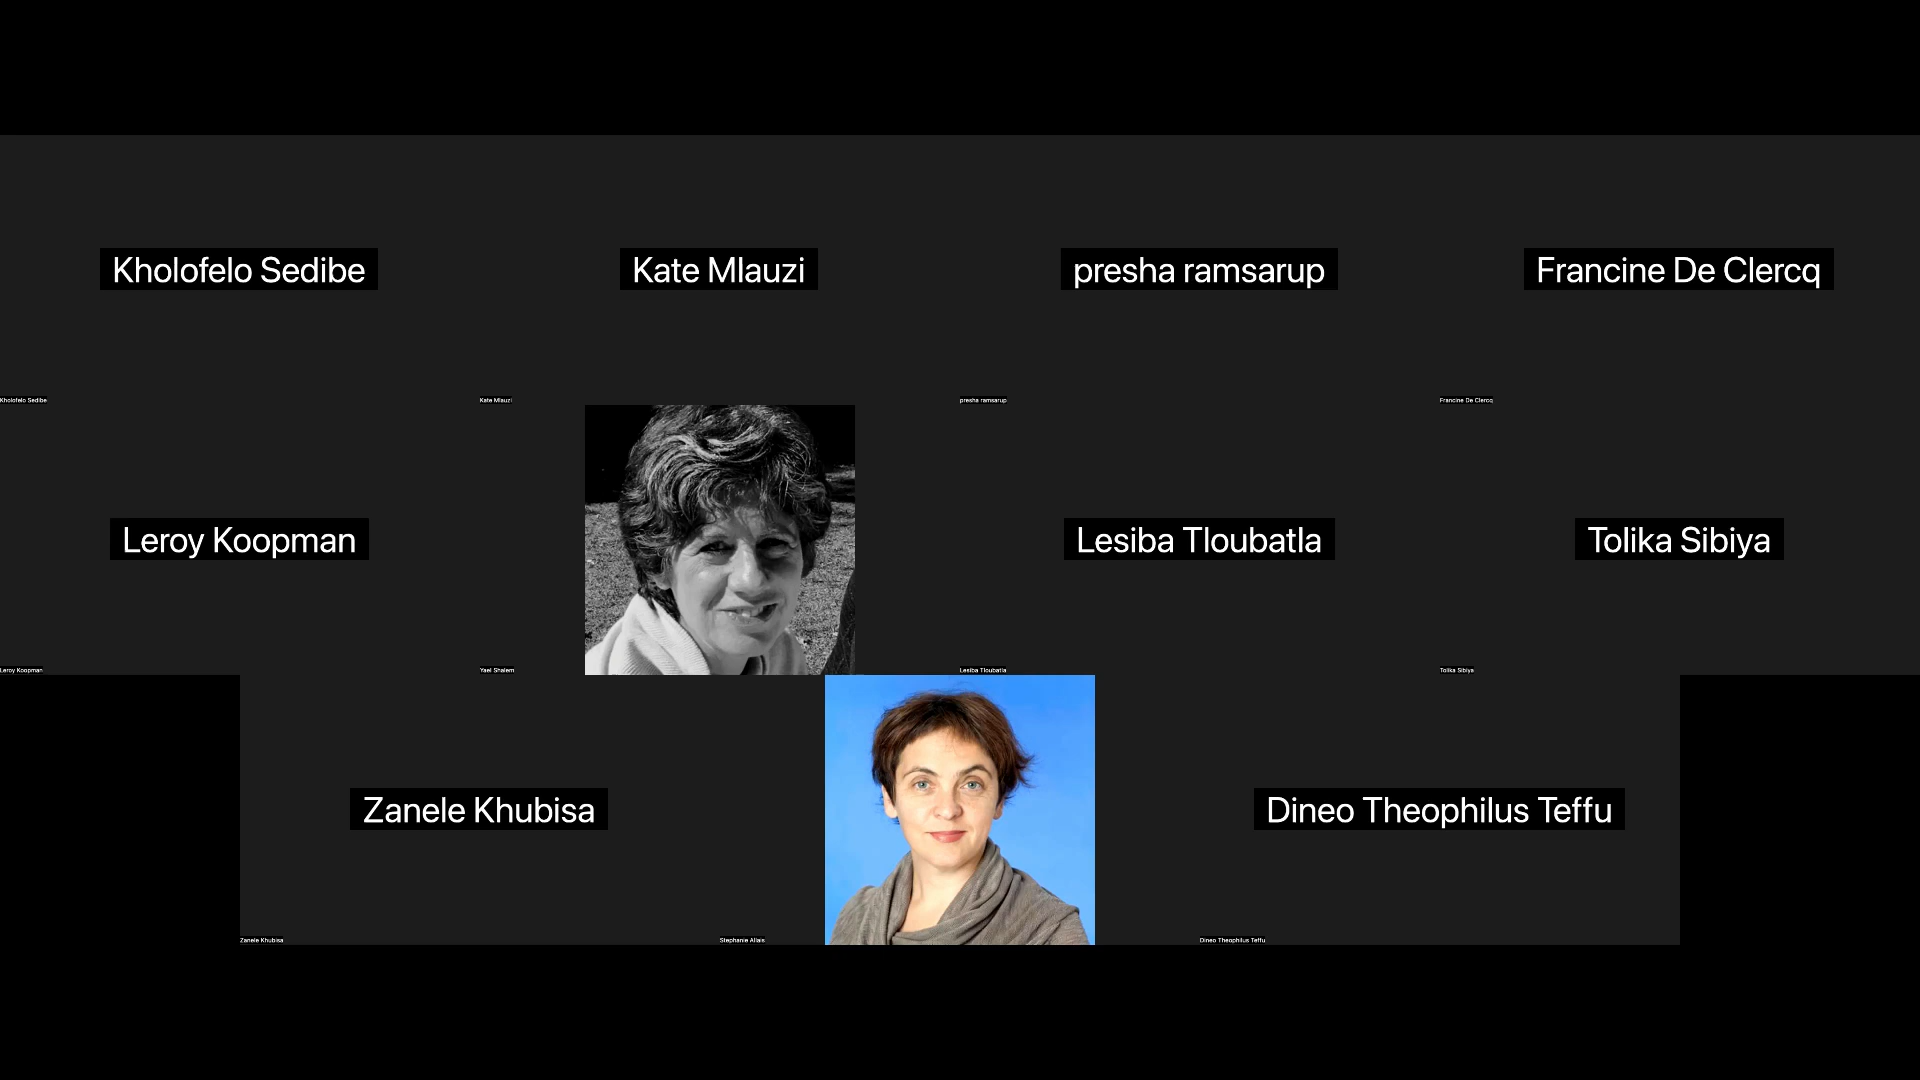 Kholofelo Sedibe
Kate Mlauzi
presha ramsarup
Francine De Clercq
Kholofelo Sedibe
Kate Mlauzi
presha ramsarup
Francine De Clercq
Leroy Koopman
Lesiba Tloubatla
Tolika Sibiya
Leroy Koopman
Yael Shalem
Lesiba Tloubatla
Tolika Sibiya
Zanele Khubisa
Dineo Theophilus Teffu
Zanele Khubisa
Stephanie Allais
Dineo Theophilus Teffu